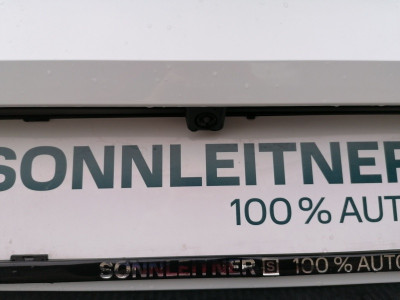 SONNLEITNER
100 % AUTO
SONNLEITNER S 100 % AUTO